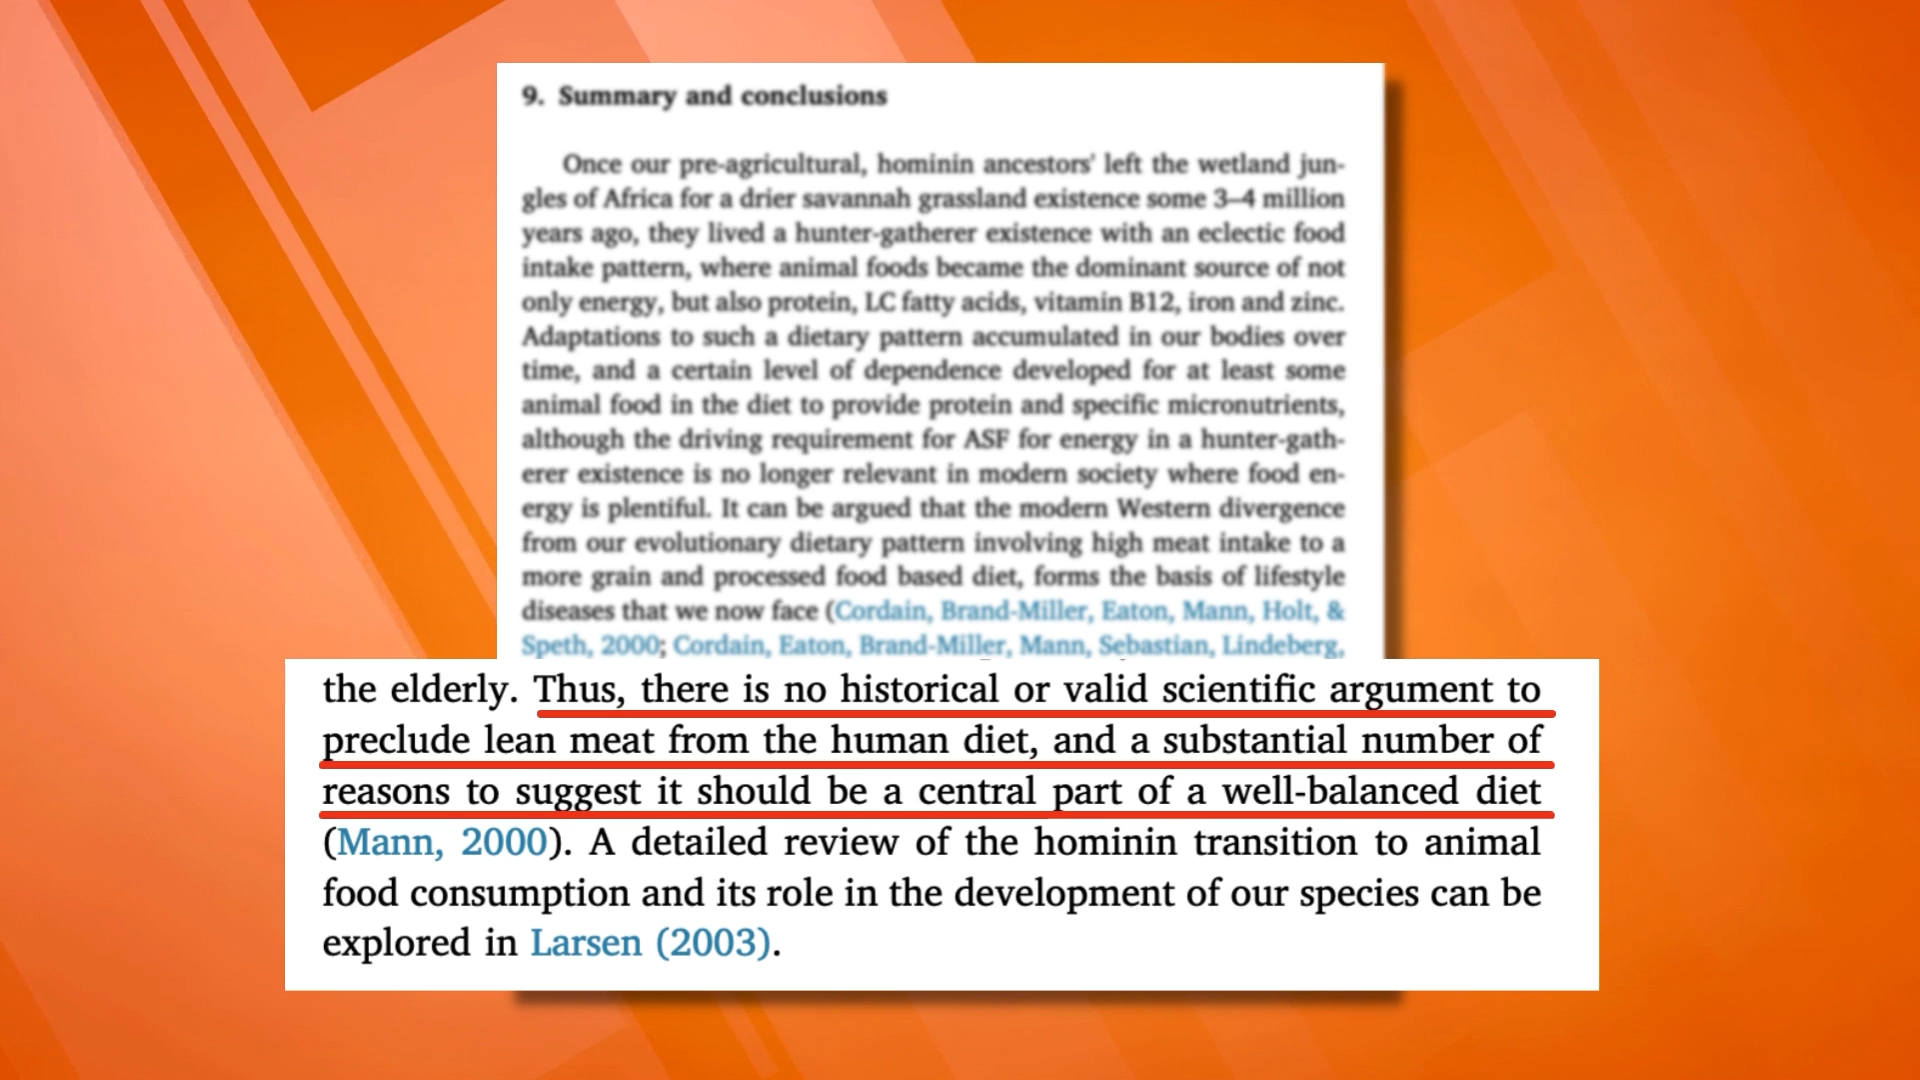 9. Summary and conclusions
Once our pre-agricultural, hominin ancestors' left the wetland jun-
gles of Africa for a drier savannah grassland existence some 3–4 million
years ago, they lived a hunter-gatherer existence with an eclectic food
intake pattern, where animal foods became the dominant source of not
only energy, but also protein, LC fatty acids, vitamin B12, iron and zinc.
Adaptations to such a dietary pattern accumulated in our bodies over
time, and a certain level of dependence developed for at least some
animal food in the diet to provide protein and specific micronutrients,
although the driving requirement for ASF for energy in a hunter-gath-
erer existence is no longer relevant in modern society where food en-
ergy is plentiful. It can be argued that the modern Western divergence
from our evolutionary dietary pattern involving high meat intake to a
more grain and processed food based diet, forms the basis of lifestyle
diseases that we now face (Cordain, Brand-Miller, Eaton, Mann, Holt, &
Speth, 2000; Cordain, Eaton, Brand-Miller, Mann, Sebastian, Lindeberg,
the elderly. Thus, there is no historical or valid scientific argument to
preclude lean meat from the human diet, and a substantial number of
reasons to suggest it should be a central part of a well-balanced diet
(Mann, 2000). A detailed review of the hominin transition to animal
food consumption and its role in the development of our species can be
explored in Larsen (2003).